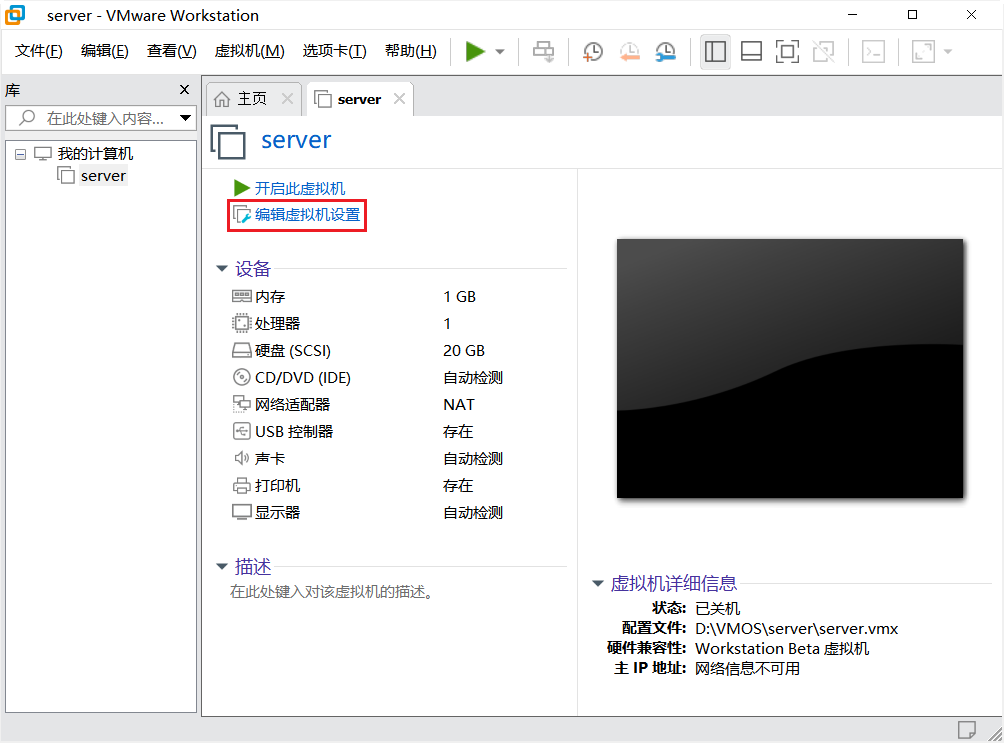 server - VMware Workstation
文件(F) 编辑(E) 查看(V) 虚拟机(M) 选项卡(T) 帮助(H)
库
在此处键入内容...
我的计算机
server
主页
server
server
开启此虚拟机
编辑虚拟机设置
设备
内存 1 GB
处理器 1
硬盘 (SCSI) 20 GB
CD/DVD (IDE) 自动检测
网络适配器 NAT
USB 控制器 存在
声卡 自动检测
打印机 存在
显示器 自动检测
描述
在此处键入对该虚拟机的描述。
虚拟机详细信息
状态: 已关机
配置文件: D:\VMOS\server\server.vmx
硬件兼容性: Workstation Beta 虚拟机
主 IP 地址: 网络信息不可用